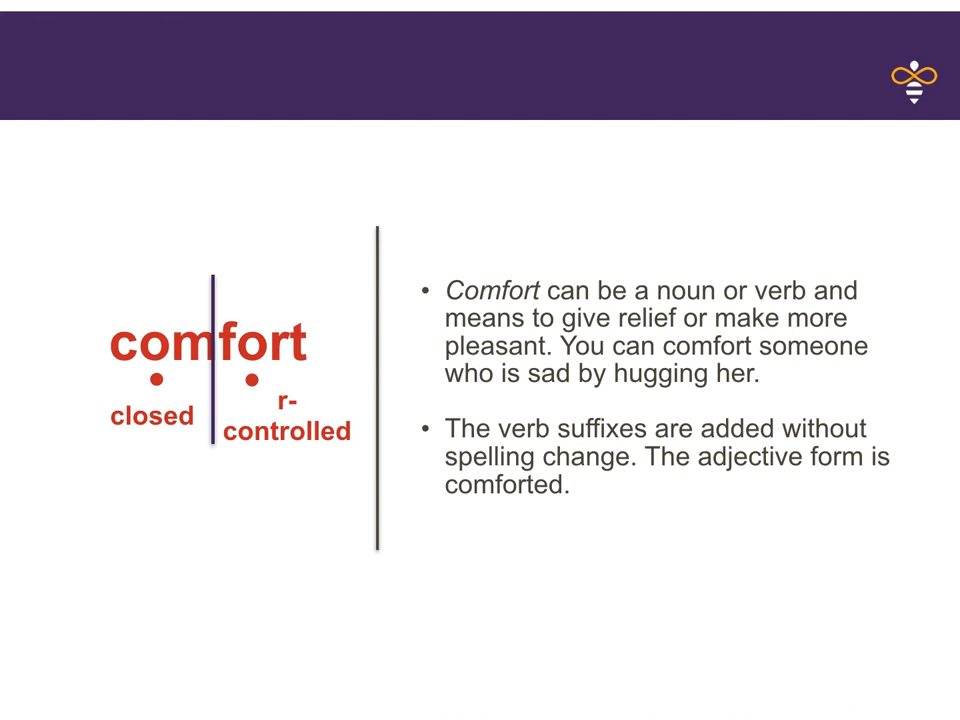 comfort
closed
r-
controlled
• Comfort can be a noun or verb and
means to give relief or make more
pleasant. You can comfort someone
who is sad by hugging her.
• The verb suffixes are added without
spelling change. The adjective form is
comforted.